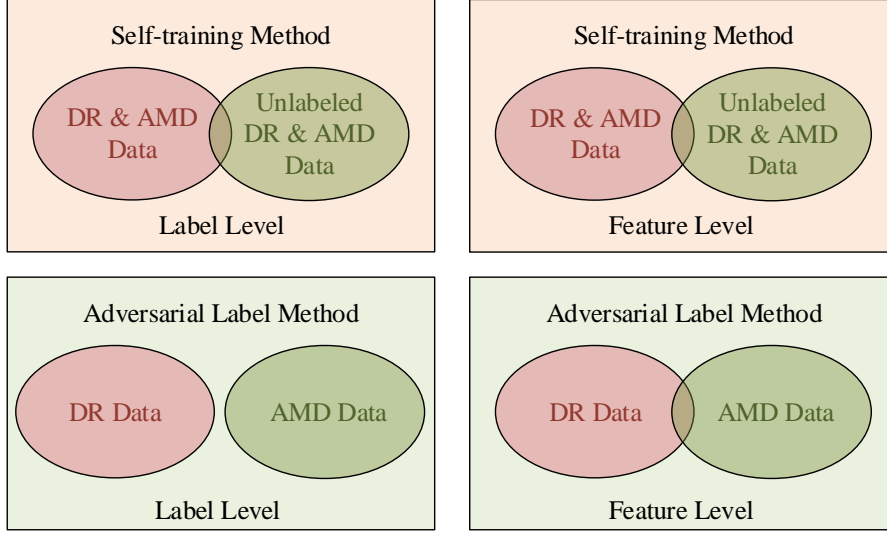 Self-training Method
DR & AMD
Data
Unlabeled
DR & AMD
Data
Label Level
Self-training Method
DR & AMD
Data
Unlabeled
DR & AMD
Data
Feature Level
Adversarial Label Method
DR Data
AMD Data
Label Level
Adversarial Label Method
DR Data
AMD Data
Feature Level